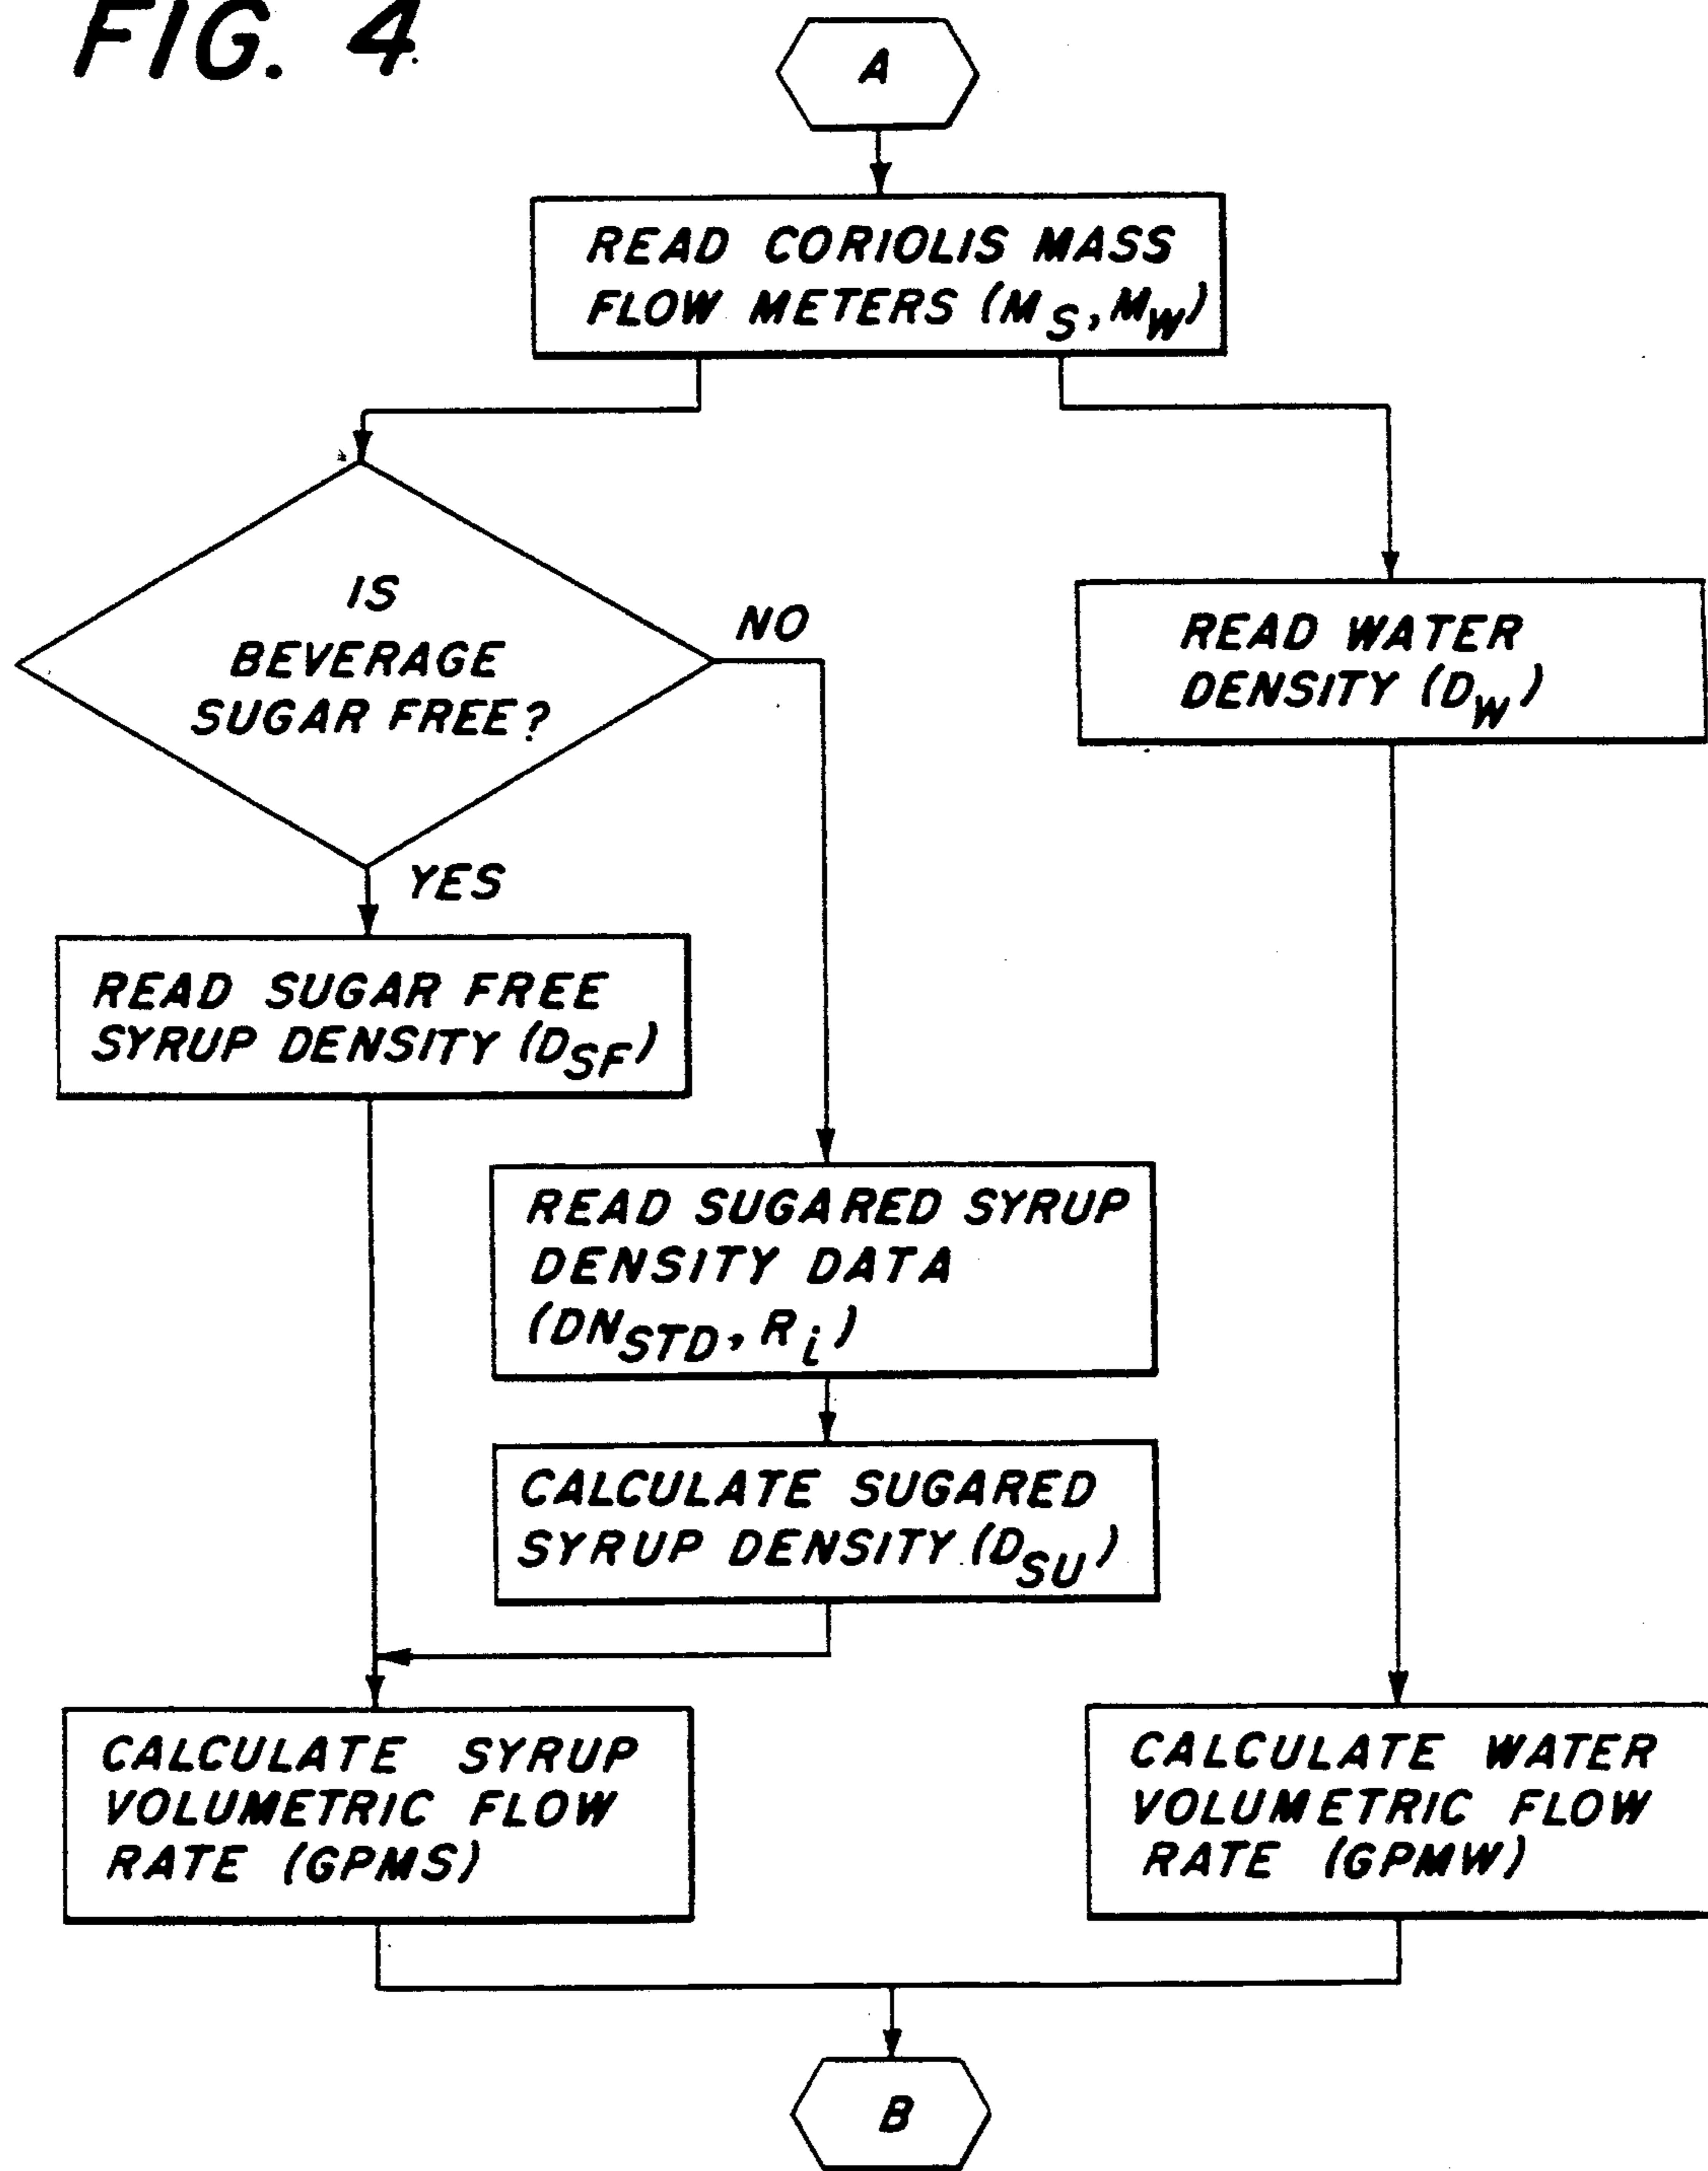 FIG. 4
A
READ CORIOLIS MASS
FLOW METERS (MS, MW)
IS
BEVERAGE
SUGAR FREE?
NO
YES
READ WATER
DENSITY (DW)
READ SUGAR FREE
SYRUP DENSITY (DSF)
READ SUGARED SYRUP
DENSITY DATA
(DNSTD, Ri)
CALCULATE SUGARED
SYRUP DENSITY (DSU)
CALCULATE SYRUP
VOLUMETRIC FLOW
RATE (GPMS)
CALCULATE WATER
VOLUMETRIC FLOW
RATE (GPMW)
B